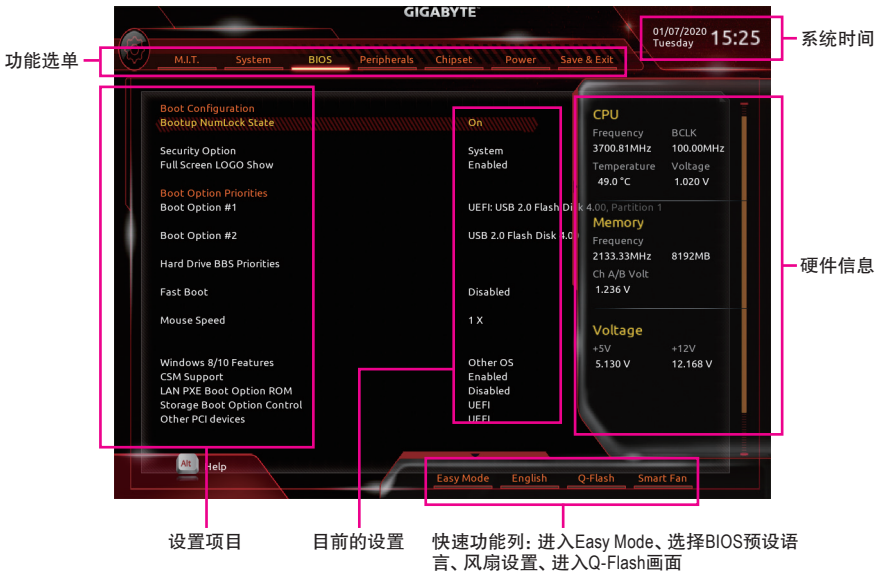 GIGABYTE
01/07/2020
Tuesday 15:25
系统时间
功能选单
M.I.T. System BIOS Peripherals Chipset Power Save & Exit
Boot Configuration
Bootup NumLock State On
Security Option System
Full Screen LOGO Show Enabled
Boot Option Priorities
Boot Option #1 UEFI: USB 2.0 Flash Disk 4.00, Partition 1
Boot Option #2 USB 2.0 Flash Disk 4.00
Hard Drive BBS Priorities
Fast Boot Disabled
Mouse Speed 1 X
Windows 8/10 Features Other OS
CSM Support Enabled
LAN PXE Boot Option ROM Disabled
Storage Boot Option Control UEFI
Other PCI devices UEFI
CPU
Frequency BCLK
3700.81MHz 100.00MHz
Temperature Voltage
49.0 °C 1.020 V
Memory
Frequency
2133.33MHz 8192MB
Ch A/B Volt
1.236 V
Voltage
+5V +12V
5.130 V 12.168 V
硬件信息
Alt Help
Easy Mode English Q-Flash Smart Fan
设置项目
目前的设置
快速功能列: 进入Easy Mode、选择BIOS预设语
言、风扇设置、进入Q-Flash画面